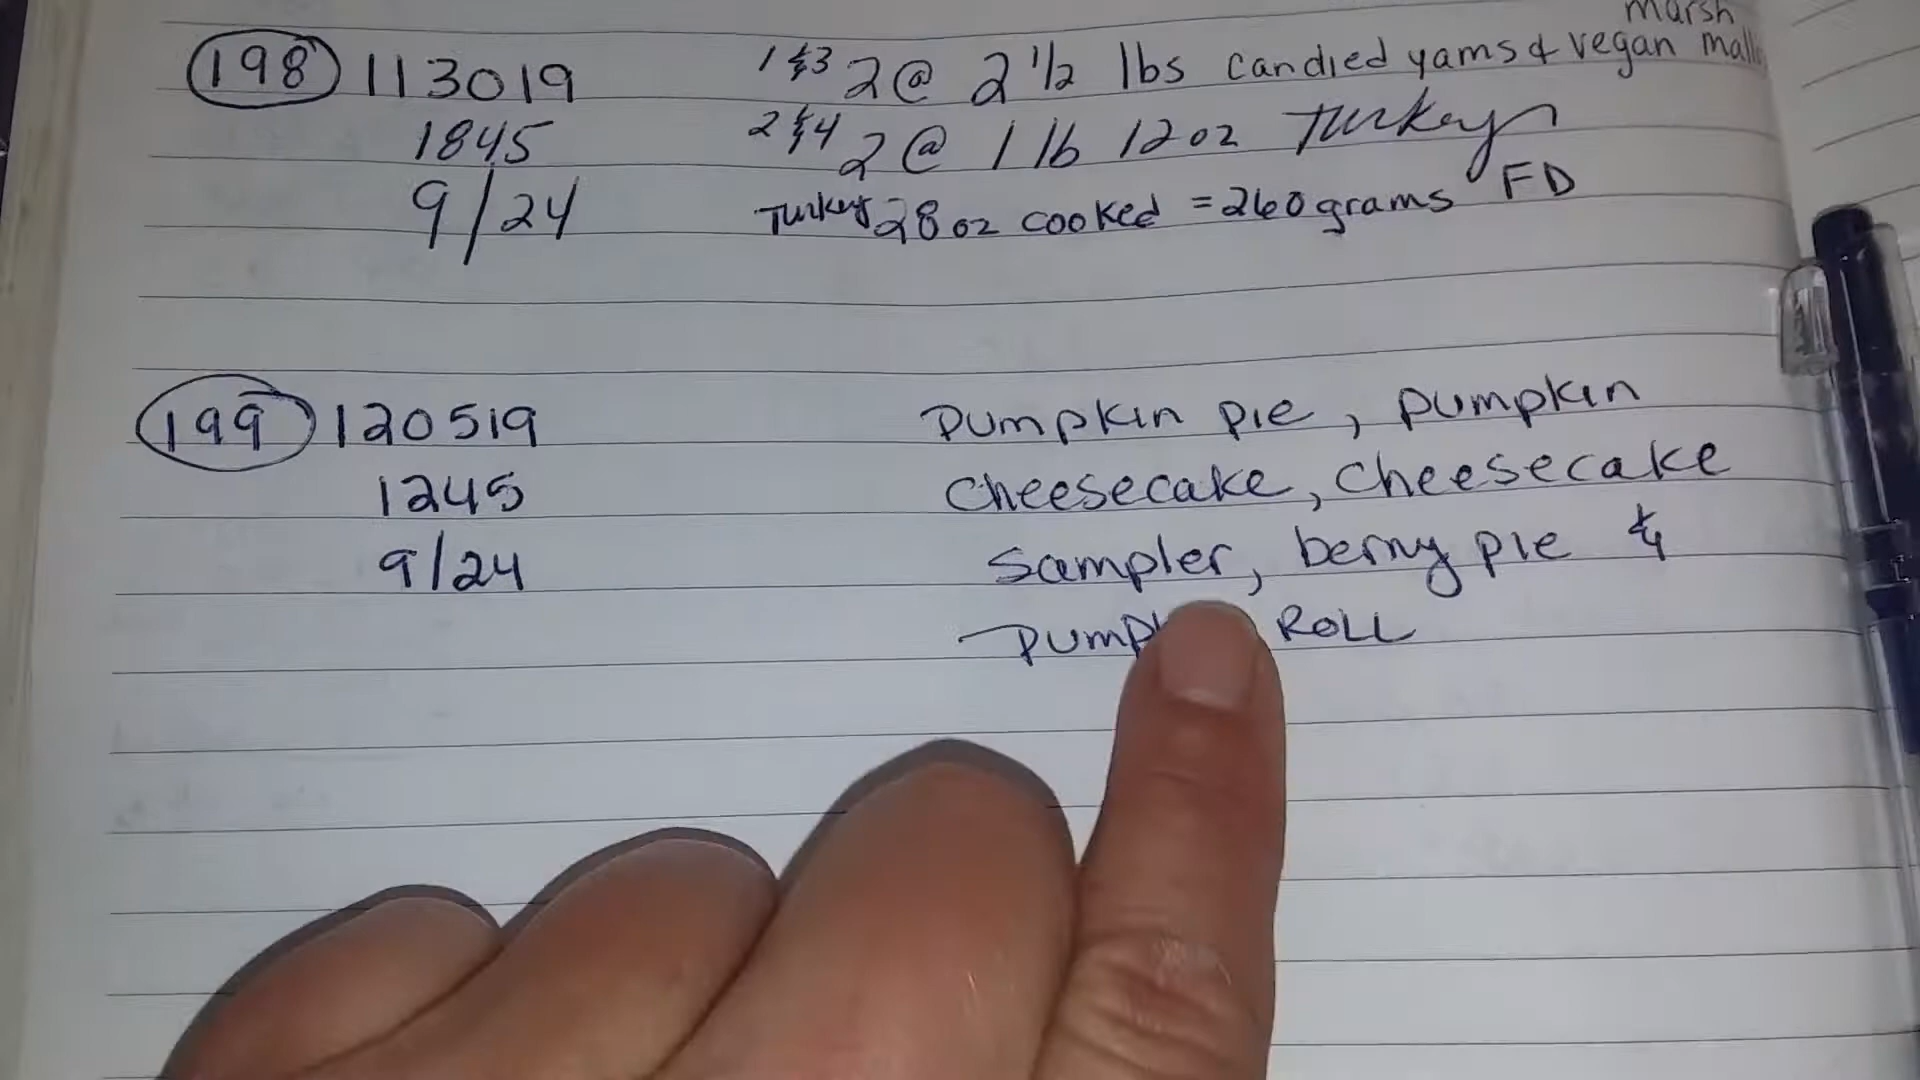 198 113019 1&3 2 @ 2 1/2 lbs candied yams & vegan marsh
1845 2&4 2 @ 1 lb 12 oz Turkey
9/24 Turkey 28 oz cooked = 260 grams FD
199 120519 Pumpkin pie, pumpkin
1245 cheesecake, cheesecake
9/24 sampler, berry pie &
ROLL